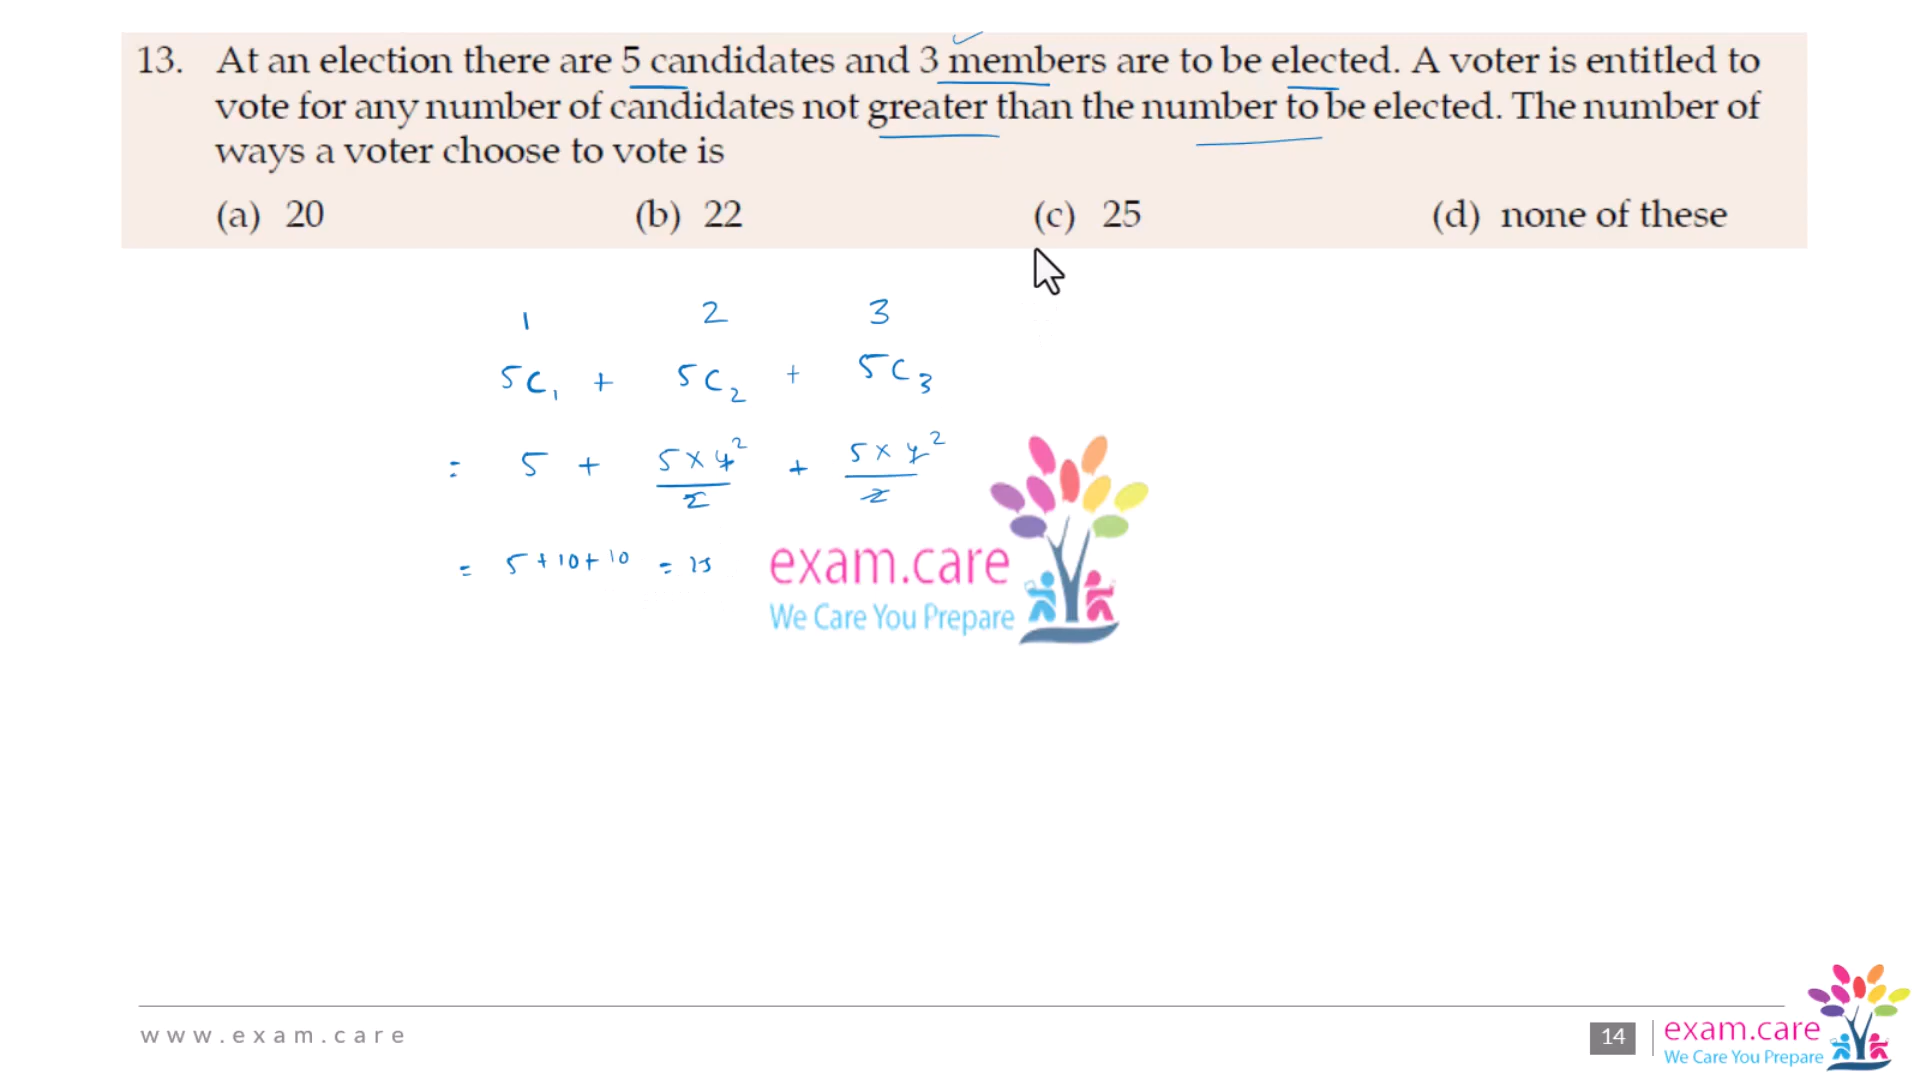 13. At an election there are 5 candidates and 3 members are to be elected. A voter is entitled to
vote for any number of candidates not greater than the number to be elected. The number of
ways a voter choose to vote is
(a) 20 (b) 22 (c) 25 (d) none of these
1 2 3
5C₁ + 5C₂ + 5C₃
= 5 + (5×4²)/2 + (5×4²)/2
= 5+10+10 = 25
exam.care
We Care You Prepare
www.exam.care
14
exam.care
We Care You Prepare